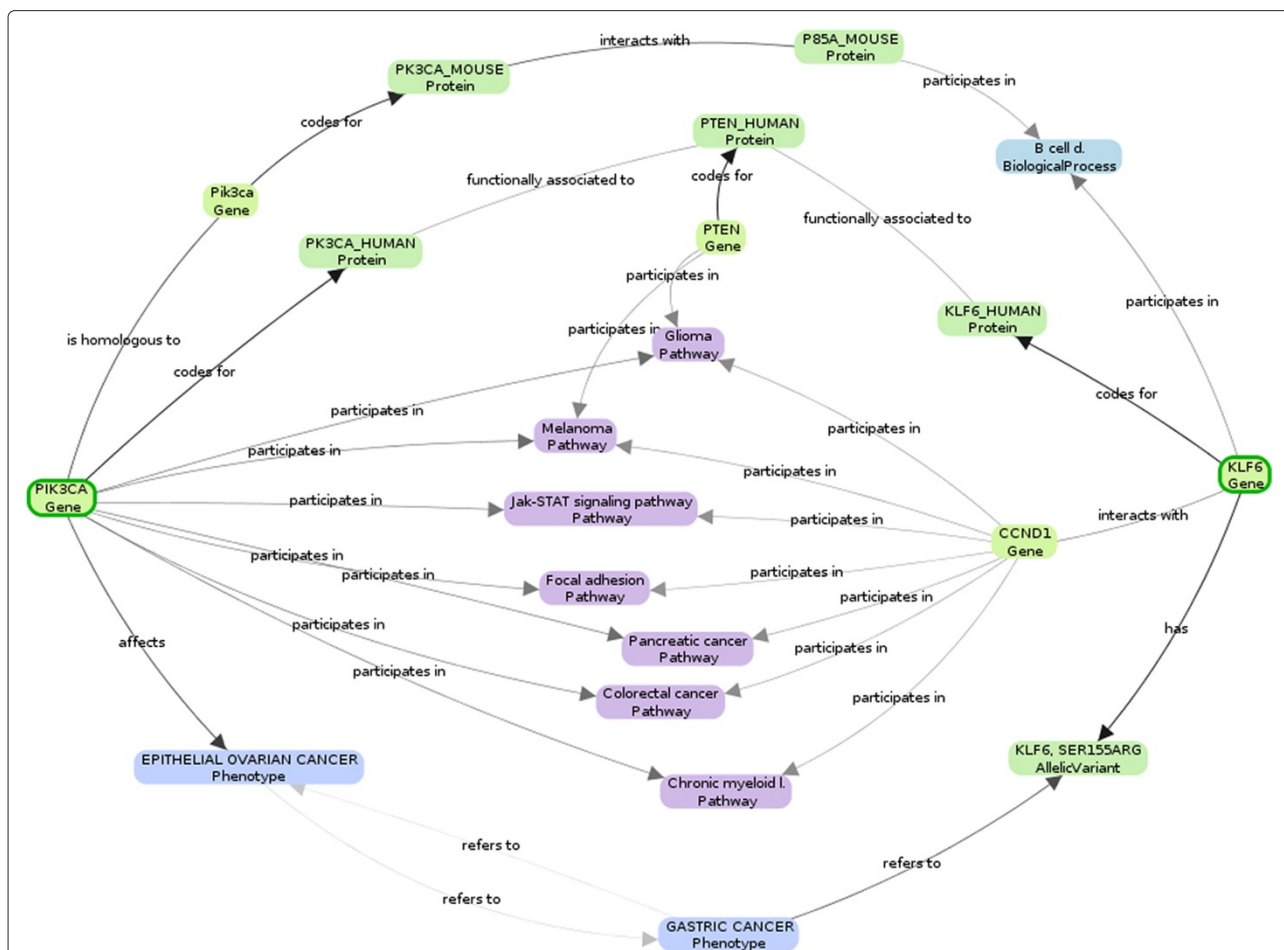 interacts with
P85A_MOUSE
Protein
PK3CA_MOUSE
Protein
participates in
codes for
PTEN_HUMAN
Protein
B cell d.
BiologicalProcess
functionally associated to
codes for
Pik3ca
Gene
functionally associated to
PTEN
Gene
PK3CA_HUMAN
Protein
participates in
participates in
KLF6_HUMAN
Protein
participates in
is homologous to
Glioma
Pathway
codes for
codes for
participates in
participates in
Melanoma
Pathway
participates in
participates in
KLF6
Gene
PIK3CA
Gene
participates in
Jak-STAT signaling pathway
Pathway
participates in
interacts with
CCND1
Gene
participates in
participates in
Focal adhesion
Pathway
participates in
participates in
participates in
affects
Pancreatic cancer
Pathway
participates in
has
participates in
Colorectal cancer
Pathway
participates in
EPITHELIAL OVARIAN CANCER
Phenotype
KLF6, SER155ARG
AllelicVariant
Chronic myeloid l.
Pathway
refers to
refers to
refers to
GASTRIC CANCER
Phenotype